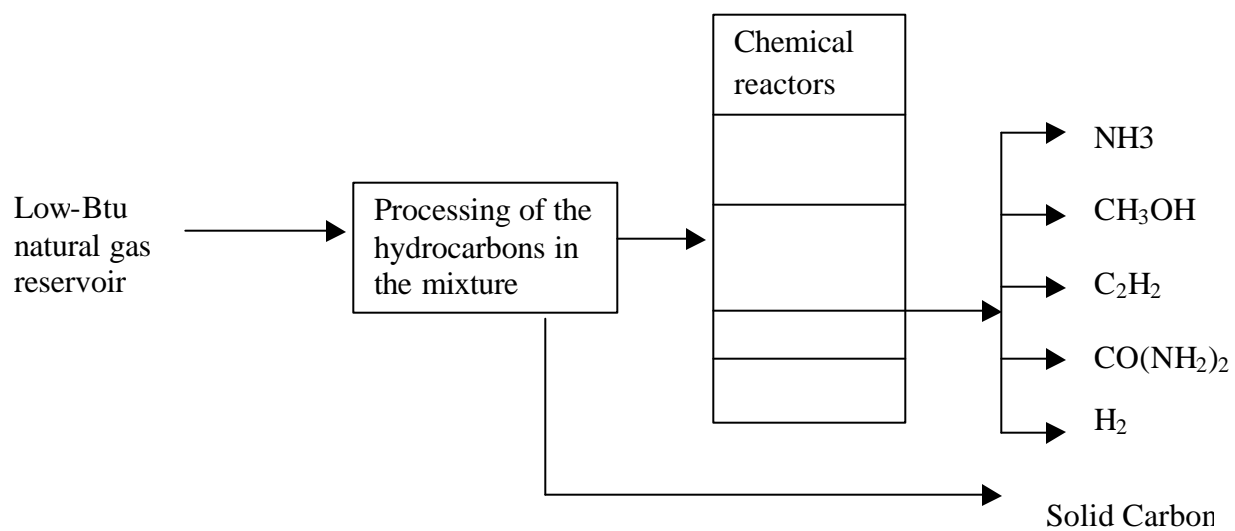 Low-Btu
natural gas
reservoir
Processing of the
hydrocarbons in
the mixture
Chemical
reactors
NH3
CH₃OH
C₂H₂
CO(NH₂)₂
H₂
Solid Carbon